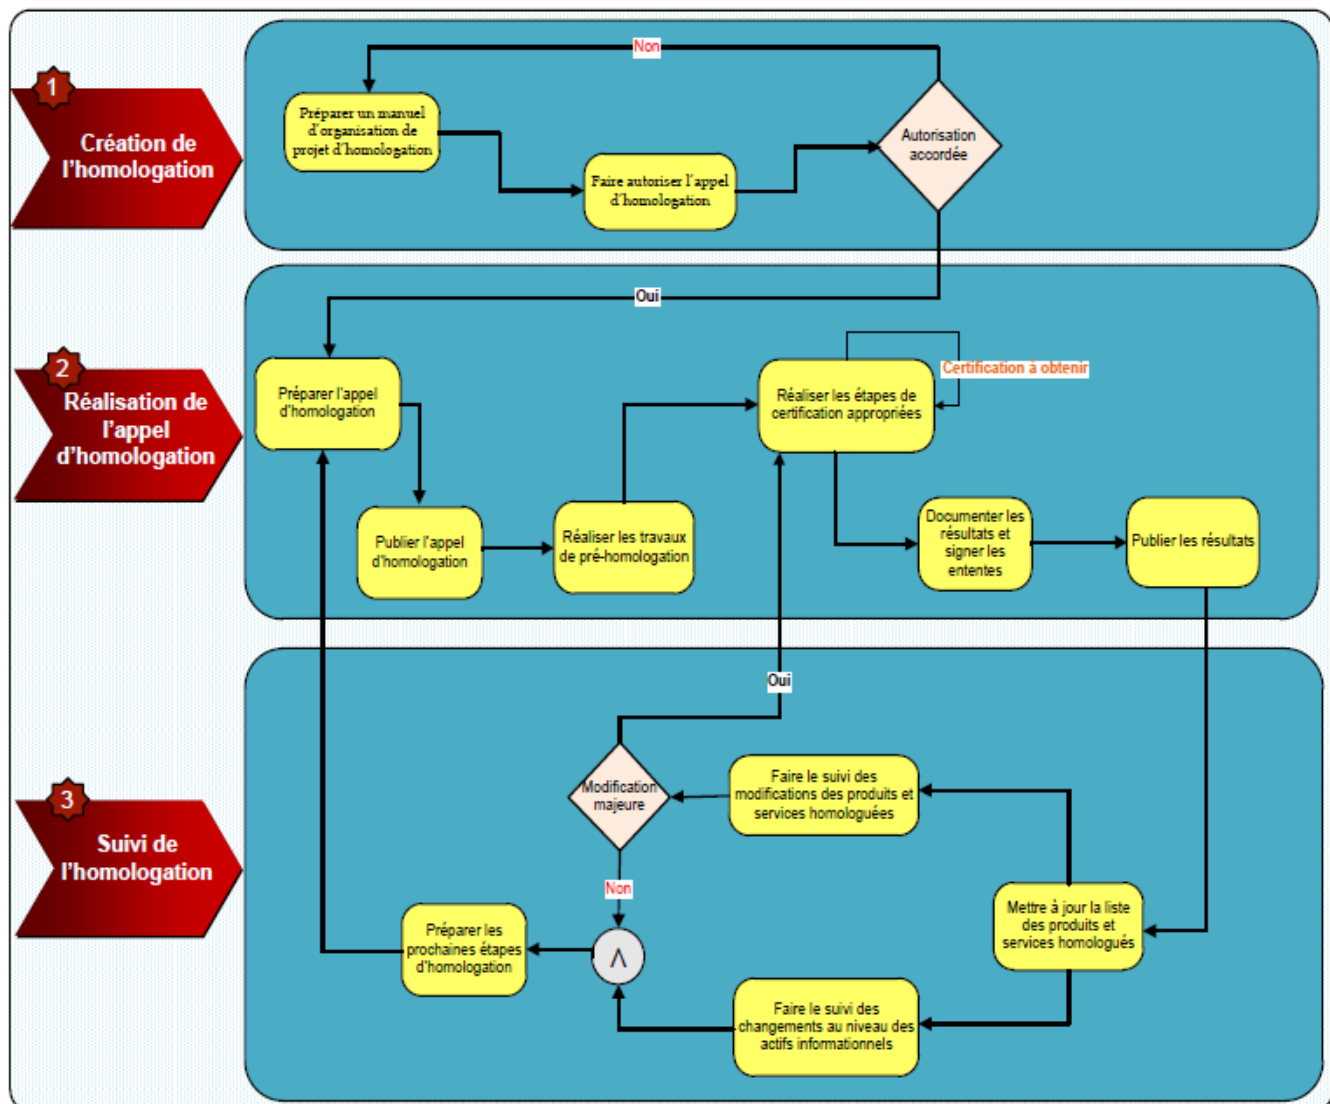 1
Création de
l'homologation
Non
Préparer un manuel
d'organisation de
projet d'homologation
Faire autoriser l'appel
d'homologation
Autorisation
accordée
Oui
2
Réalisation de
l'appel
d'homologation
Préparer l'appel
d'homologation
Publier l'appel
d'homologation
Réaliser les travaux
de pré-homologation
Réaliser les étapes de
certification appropriées
Certification à obtenir
Documenter les
résultats et
signer les
ententes
Publier les résultats
3
Suivi de
l'homologation
Oui
Modification
majeure
Faire le suivi des
modifications des produits et
services homologuées
Non
Mettre à jour la liste
des produits et
services homologués
Préparer les
prochaines étapes
d'homologation
Λ
Faire le suivi des
changements au niveau des
actifs informationnels